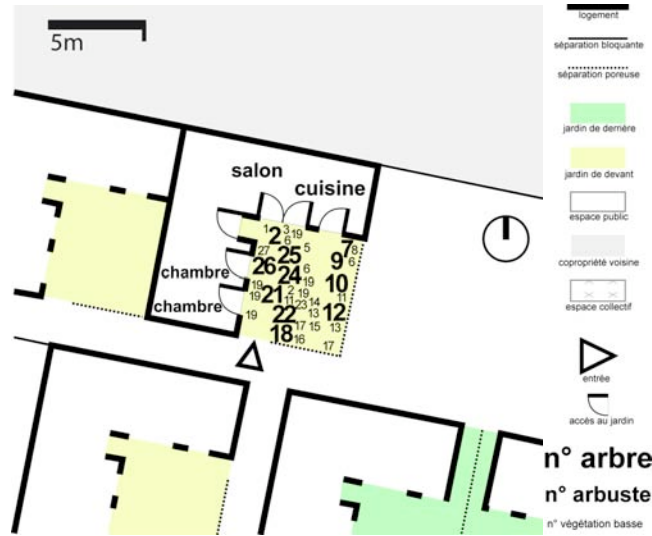 5m
salon
cuisine
chambre
chambre
1 2 3 19
6 5 7 8
27 25 9 6
26 24 6 10
19 19
19 21 2 11
11 23 14
19 22 13 12
17 15 13
18 16 17
logement
séparation bloquante
séparation poreuse
jardin de derrière
jardin de devant
espace public
copropriété voisine
espace collectif
entrée
accès au jardin
n° arbre
n° arbuste
n° végétation basse